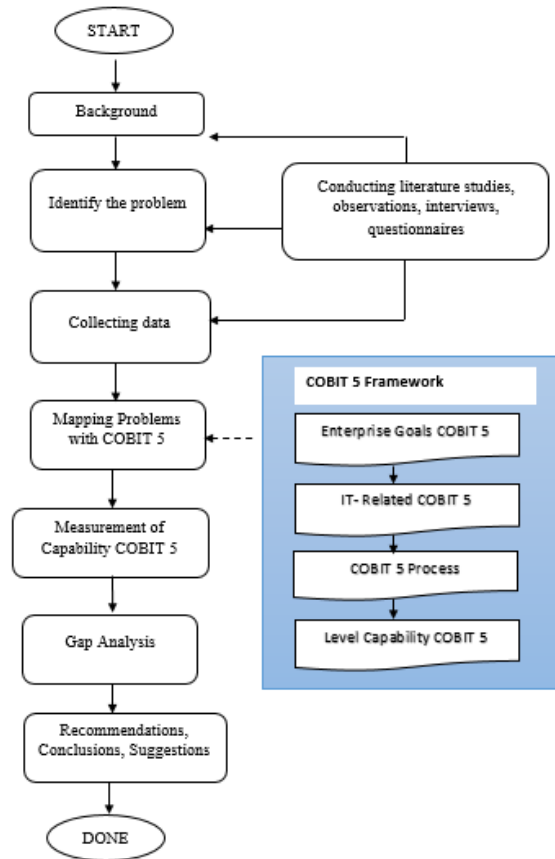 START
Background
Identify the problem
Conducting literature studies,
observations, interviews,
questionnaires
Collecting data
COBIT 5 Framework
Mapping Problems
with COBIT 5
Enterprise Goals COBIT 5
IT- Related COBIT 5
Measurement of
Capability COBIT 5
COBIT 5 Process
Level Capability COBIT 5
Gap Analysis
Recommendations,
Conclusions, Suggestions
DONE